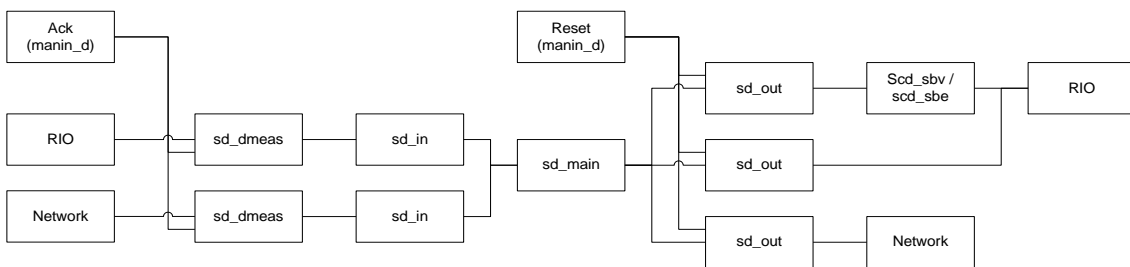 Ack
(manin_d)
Reset
(manin_d)
sd_out
Scd_sbv /
scd_sbe
RIO
RIO
sd_dmeas
sd_in
sd_main
sd_out
Network
sd_dmeas
sd_in
sd_out
Network